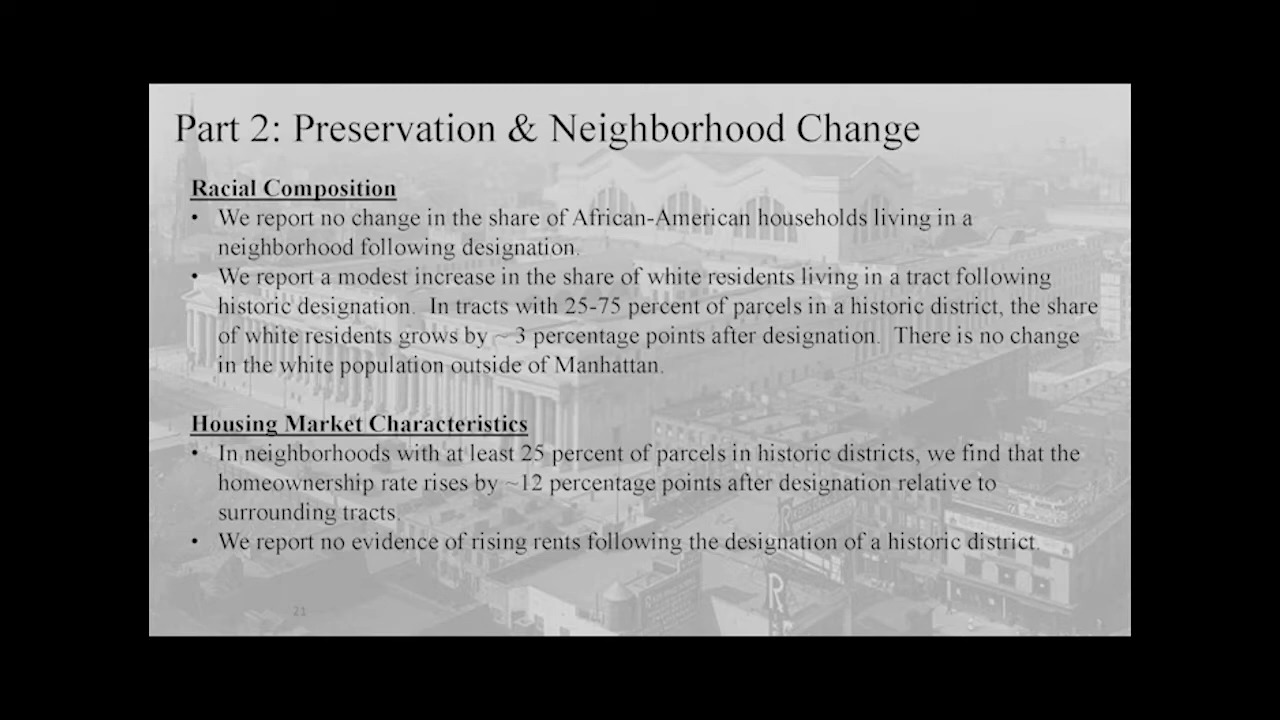 Part 2: Preservation & Neighborhood Change
Racial Composition
• We report no change in the share of African-American households living in a
neighborhood following designation.
• We report a modest increase in the share of white residents living in a tract following
historic designation. In tracts with 25-75 percent of parcels in a historic district, the share
of white residents grows by ~ 3 percentage points after designation. There is no change
in the white population outside of Manhattan.
Housing Market Characteristics
• In neighborhoods with at least 25 percent of parcels in historic districts, we find that the
homeownership rate rises by ~12 percentage points after designation relative to
surrounding tracts.
• We report no evidence of rising rents following the designation of a historic district.
R
21